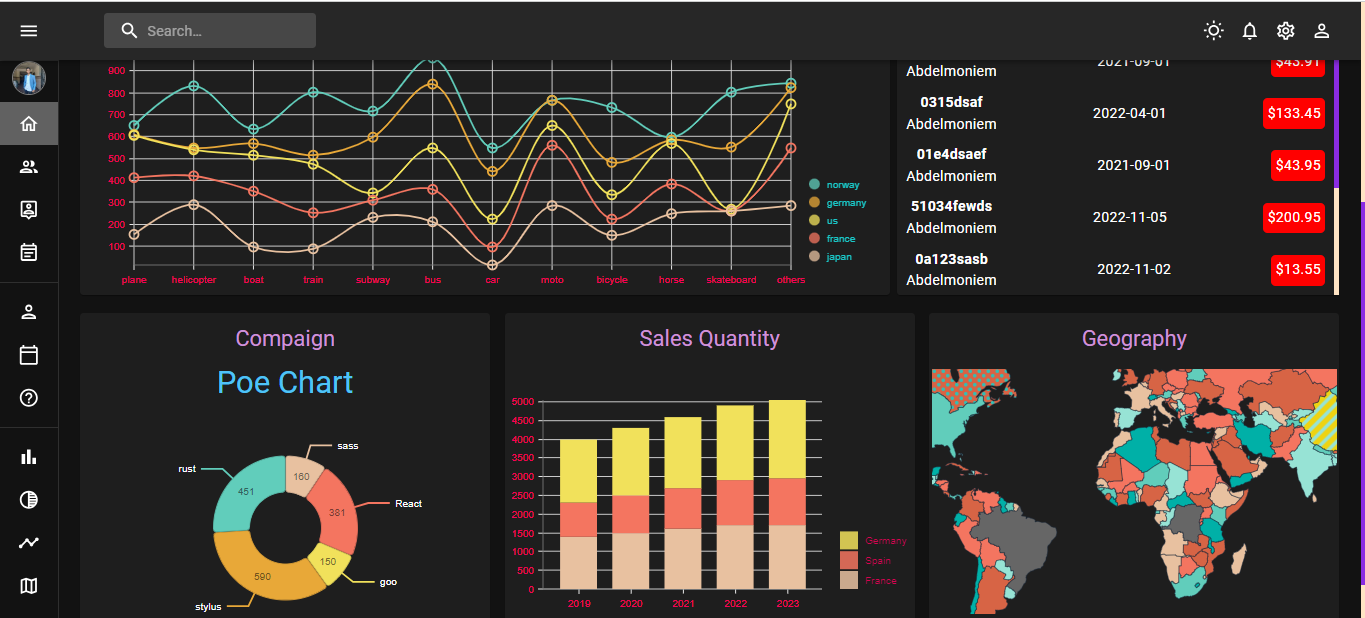 Search…
900
800
700
600
500
400
300
200
100
plane helicopter boat train subway bus car moto bicycle horse skateboard others
norway
germany
us
france
japan
2021-09-01 $43.91
Abdelmoniem
0315dsaf
Abdelmoniem
2022-04-01
$133.45
01e4dsaef
Abdelmoniem
2021-09-01
$43.95
51034fewds
Abdelmoniem
2022-11-05
$200.95
0a123sasb
Abdelmoniem
2022-11-02
$13.55
Compaign
Poe Chart
sass
rust
160
451
React
381
150
goo
590
stylus
Sales Quantity
5000
4500
4000
3500
3000
2500
2000
1500
1000
500
0
2019 2020 2021 2022 2023
Germany
Spain
France
Geography